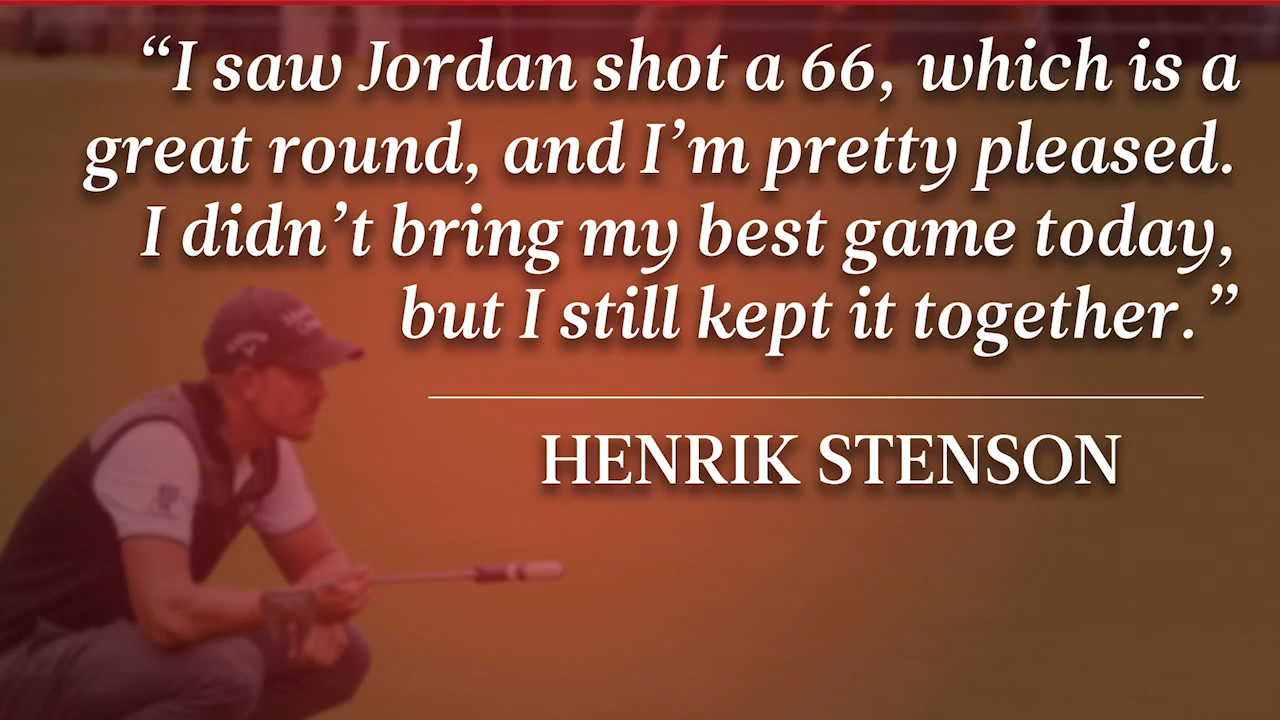 “I saw Jordan shot a 66, which is a
great round, and I’m pretty pleased.
I didn’t bring my best game today,
but I still kept it together.”
HENRIK STENSON